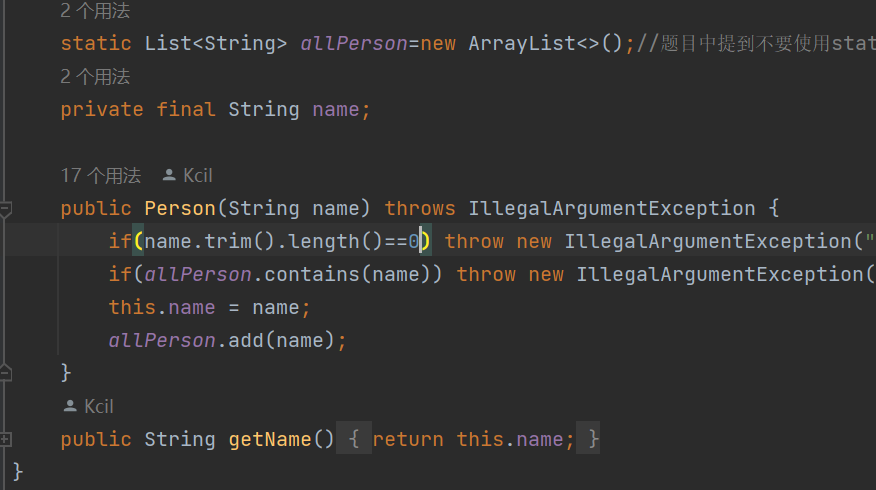 2 个用法
static List<String> allPerson=new ArrayList<>();//题目中提到不要使用stat
2 个用法
private final String name;
17 个用法 Kcil
public Person(String name) throws IllegalArgumentException {
if(name.trim().length()==0) throw new IllegalArgumentException("
if(allPerson.contains(name)) throw new IllegalArgumentException(
this.name = name;
allPerson.add(name);
}
Kcil
public String getName() { return this.name; }
}